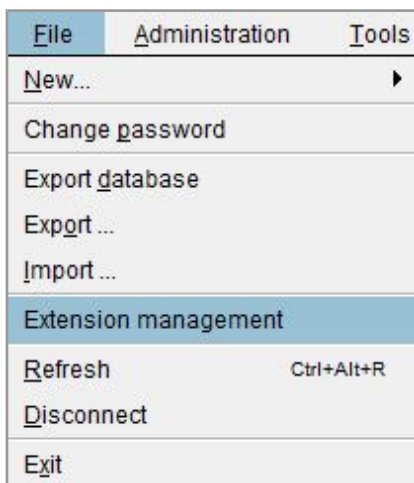 File Administration Tools
New...
Change password
Export database
Export ...
Import ...
Extension management
Refresh Ctrl+Alt+R
Disconnect
Exit